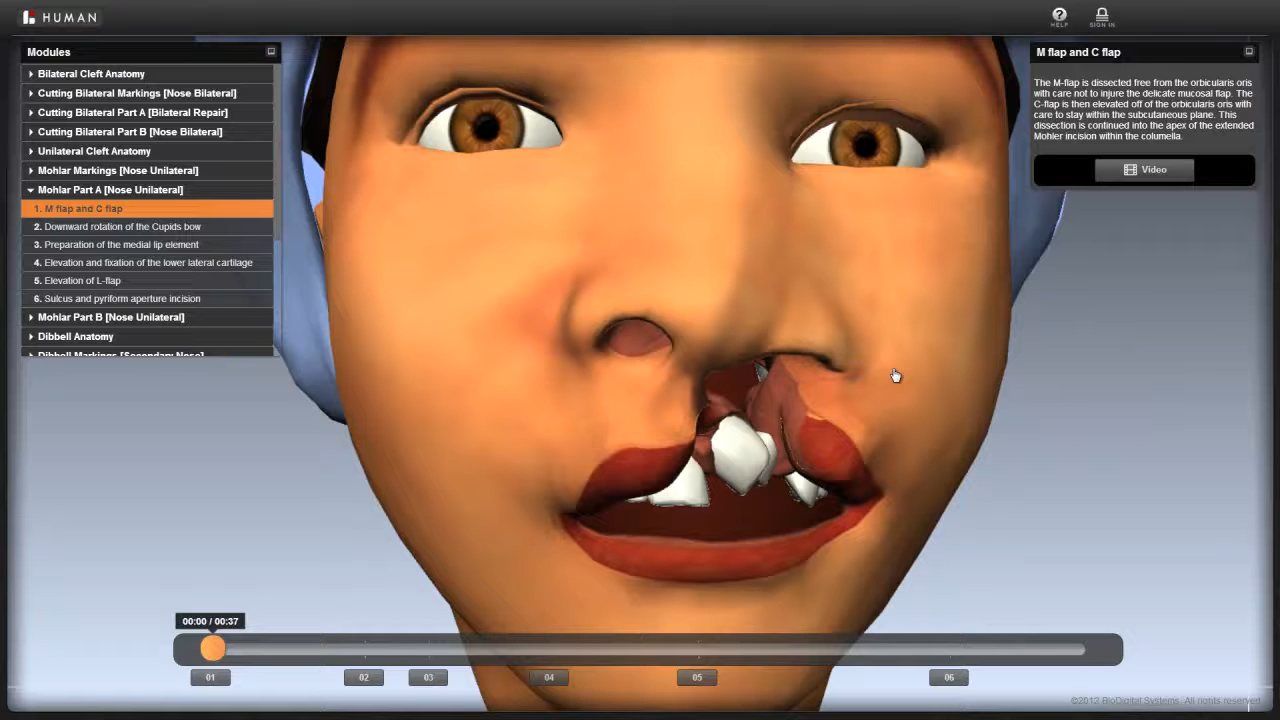 HUMAN
HELP
SIGN IN
Modules
Bilateral Cleft Anatomy
Cutting Bilateral Markings [Nose Bilateral]
Cutting Bilateral Part A [Bilateral Repair]
Cutting Bilateral Part B [Nose Bilateral]
Unilateral Cleft Anatomy
Mohlar Markings [Nose Unilateral]
Mohlar Part A [Nose Unilateral]
1. M flap and C flap
2. Downward rotation of the Cupids bow
3. Preparation of the medial lip element
4. Elevation and fixation of the lower lateral cartilage
5. Elevation of L-flap
6. Sulcus and pyriform aperture incision
Mohlar Part B [Nose Unilateral]
Dibbell Anatomy
Dibbell Markings [Secondary Nose]
M flap and C flap
The M-flap is dissected free from the orbicularis oris
with care not to injure the delicate mucosal flap. The
C-flap is then elevated off of the orbicularis oris with
care to stay within the subcutaneous plane. This
dissection is continued into the apex of the extended
Mohler incision within the columella.
Video
00:00 / 00:37
01
02
03
04
05
06
©2012 BioDigital Systems. All rights reserved